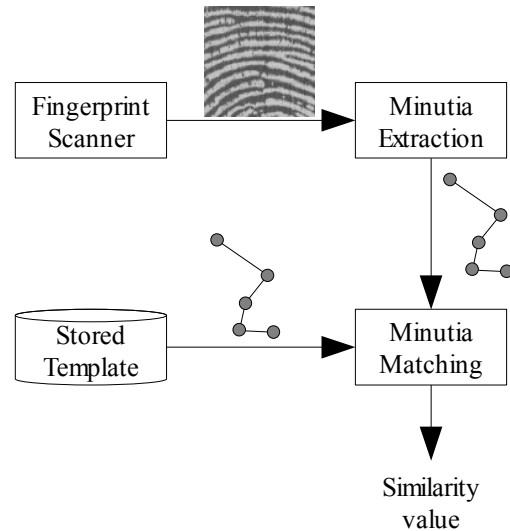 Fingerprint
Scanner
Minutia
Extraction
Stored
Template
Minutia
Matching
Similarity
value